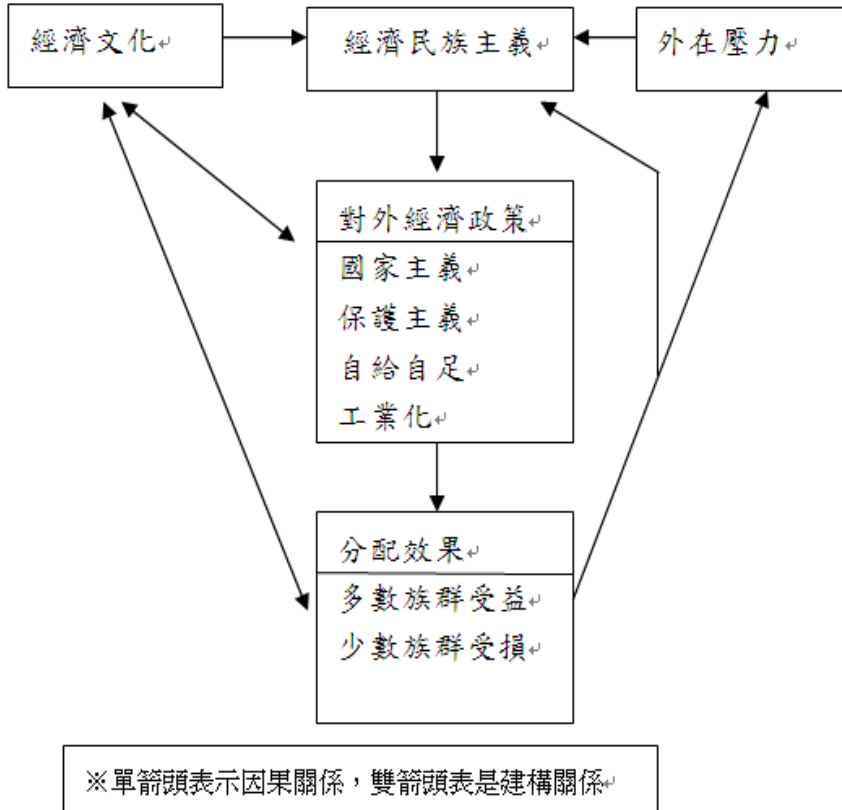 經濟文化
經濟民族主義
外在壓力
對外經濟政策
國家主義
保護主義
自給自足
工業化
分配效果
多數族群受益
少數族群受損
※單箭頭表示因果關係，雙箭頭表是建構關係